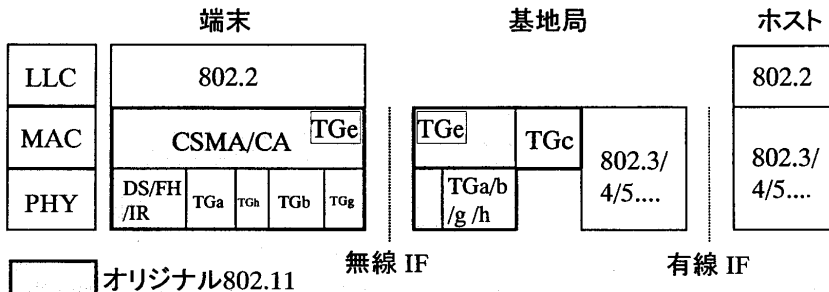 端末 基地局 ホスト
LLC 802.2 802.2
MAC CSMA/CA TGe TGe TGc 802.3/
4/5.... 802.3/
4/5....
PHY DS/FH
/IR TGa TGh TGb TGg TGa/b
/g /h
無線 IF 有線 IF
オリジナル802.11